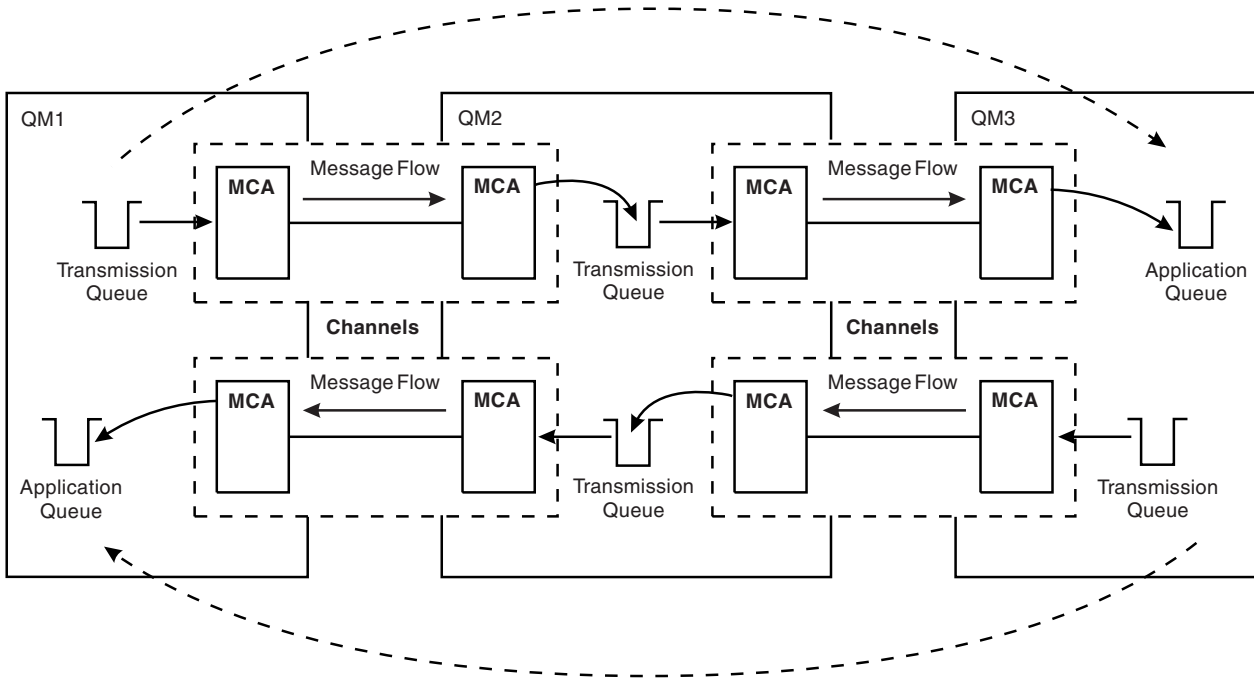 QM1
QM2
QM3
MCA
Message Flow
MCA
MCA
Message Flow
MCA
Transmission
Queue
Transmission
Queue
Application
Queue
Channels
Channels
MCA
Message Flow
MCA
MCA
Message Flow
MCA
Application
Queue
Transmission
Queue
Transmission
Queue